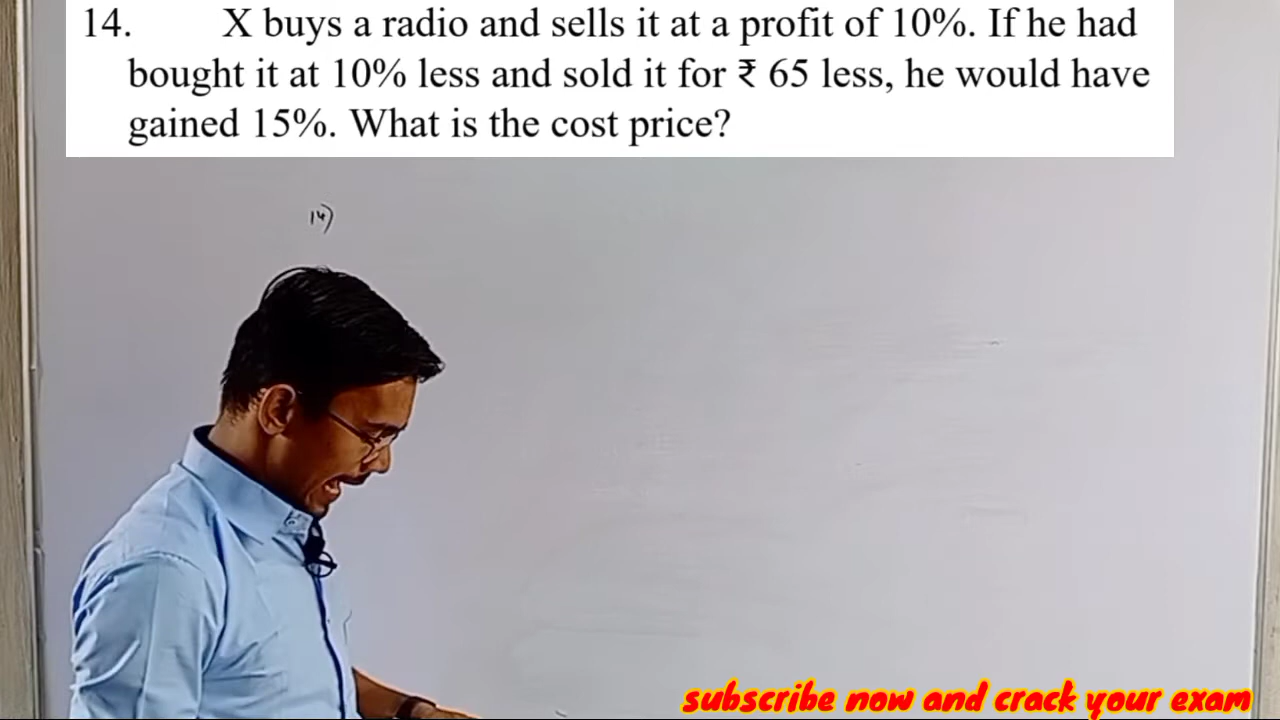 14. X buys a radio and sells it at a profit of 10%. If he had
bought it at 10% less and sold it for ₹ 65 less, he would have
gained 15%. What is the cost price?
14)
subscribe now and crack your exam